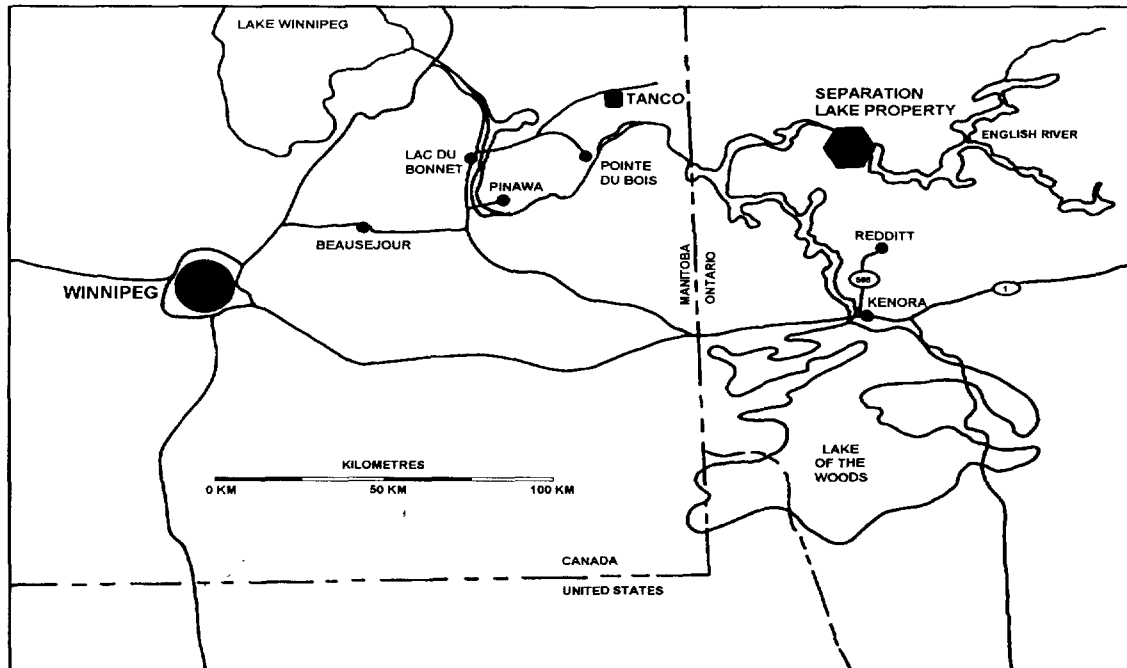 LAKE WINNIPEG
TANCO
SEPARATION
LAKE PROPERTY
ENGLISH RIVER
LAC DU
BONNET
POINTE
DU BOIS
PINAWA
BEAUSEJOUR
REDDITT
MANITOBA
ONTARIO
WINNIPEG
1
KENORA
LAKE
OF THE
WOODS
KILOMETRES
0 KM 50 KM 100 KM
CANADA
UNITED STATES